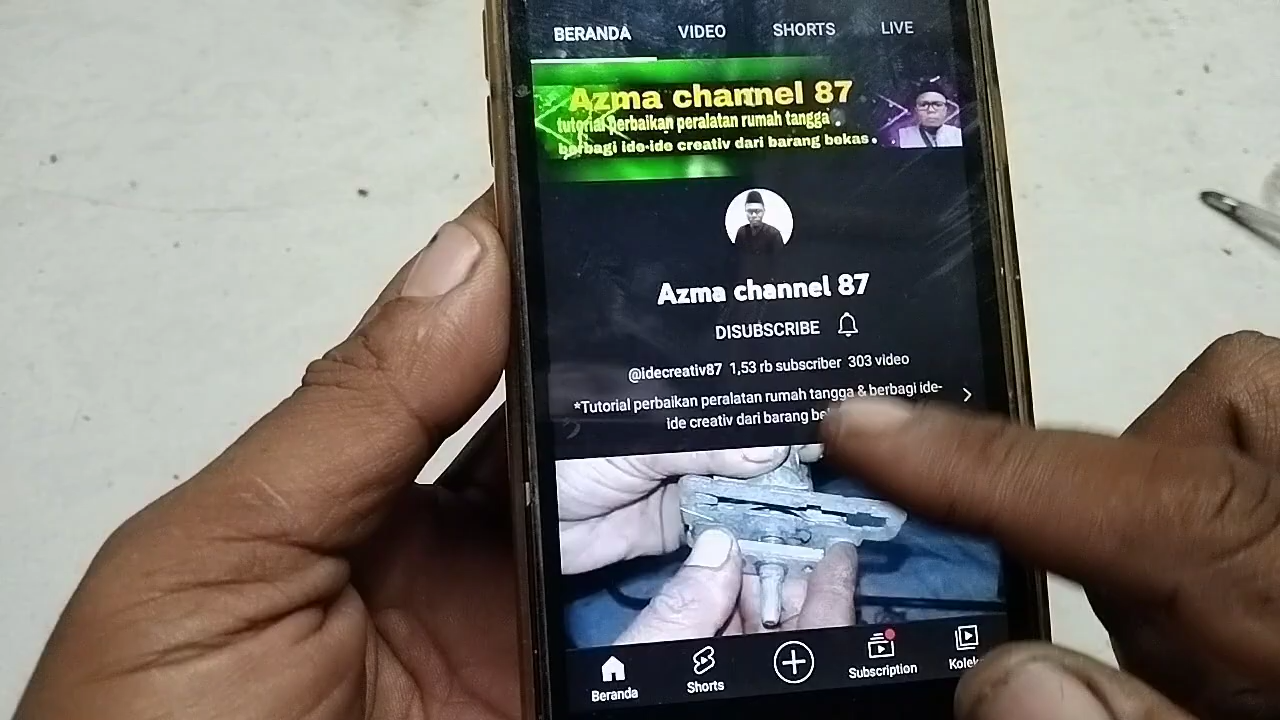 BERANDA VIDEO SHORTS LIVE
Azma channel 87
tutorial perbaikan peralatan rumah tangga
berbagi ide-ide creativ dari barang bekas.
Azma channel 87
DISUBSCRIBE
@idecreativ87 1,53 rb subscriber 303 video
*Tutorial perbaikan peralatan rumah tangga & berbagi ide-
ide creativ dari barang
Beranda Shorts Subscription